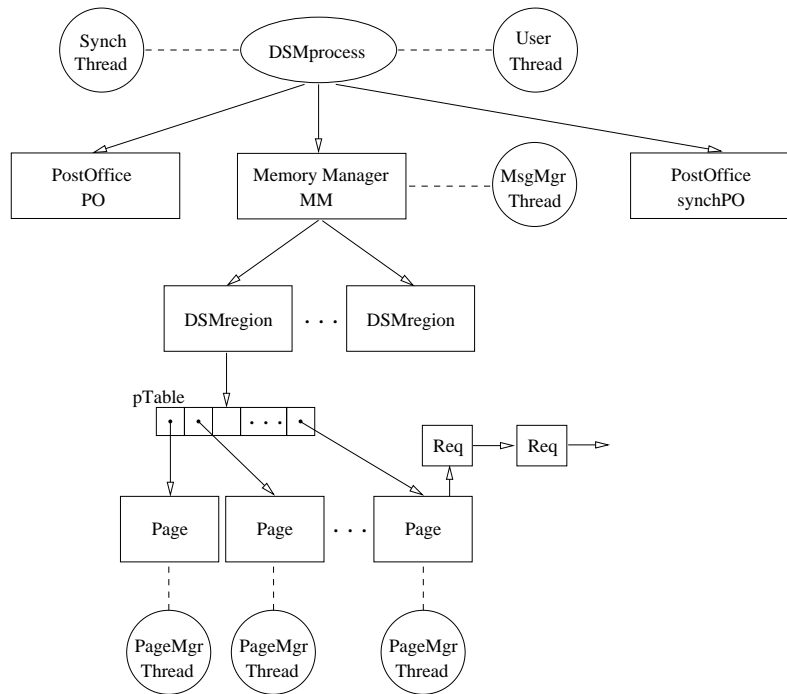 Synch
Thread
DSMprocess
User
Thread
PostOffice
PO
Memory Manager
MM
MsgMgr
Thread
PostOffice
synchPO
DSMregion
. . .
DSMregion
pTable
. . .
Req
Req
Page
Page
. . .
Page
PageMgr
Thread
PageMgr
Thread
PageMgr
Thread